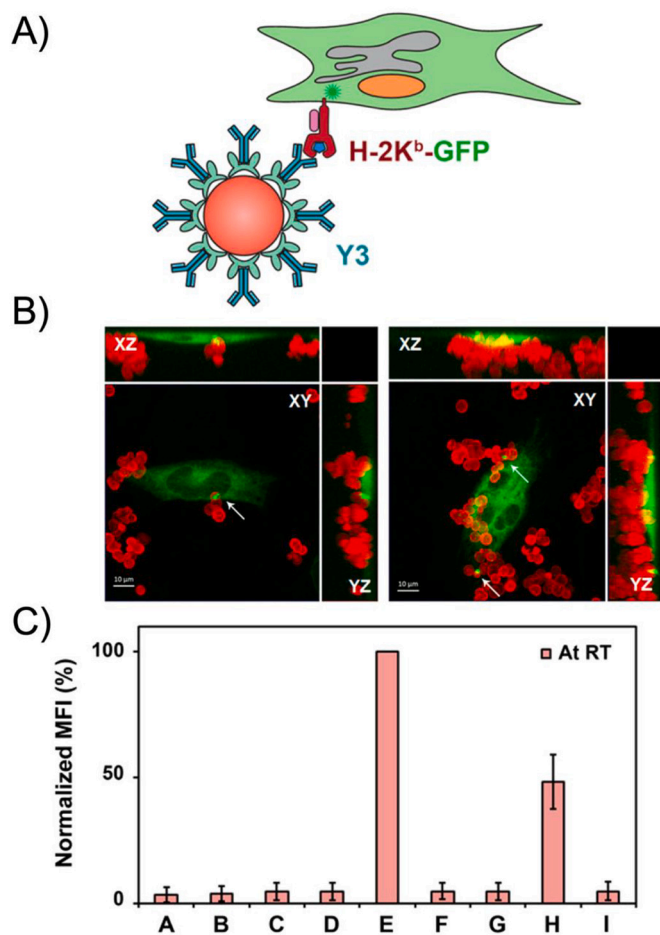 A)
H-2Kᵇ-GFP
Y3
B)
XZ
XY
10 µm
YZ
XZ
XY
10 µm
YZ
C)
Normalized MFI (%)
100
50
0
At RT
A B C D E F G H I